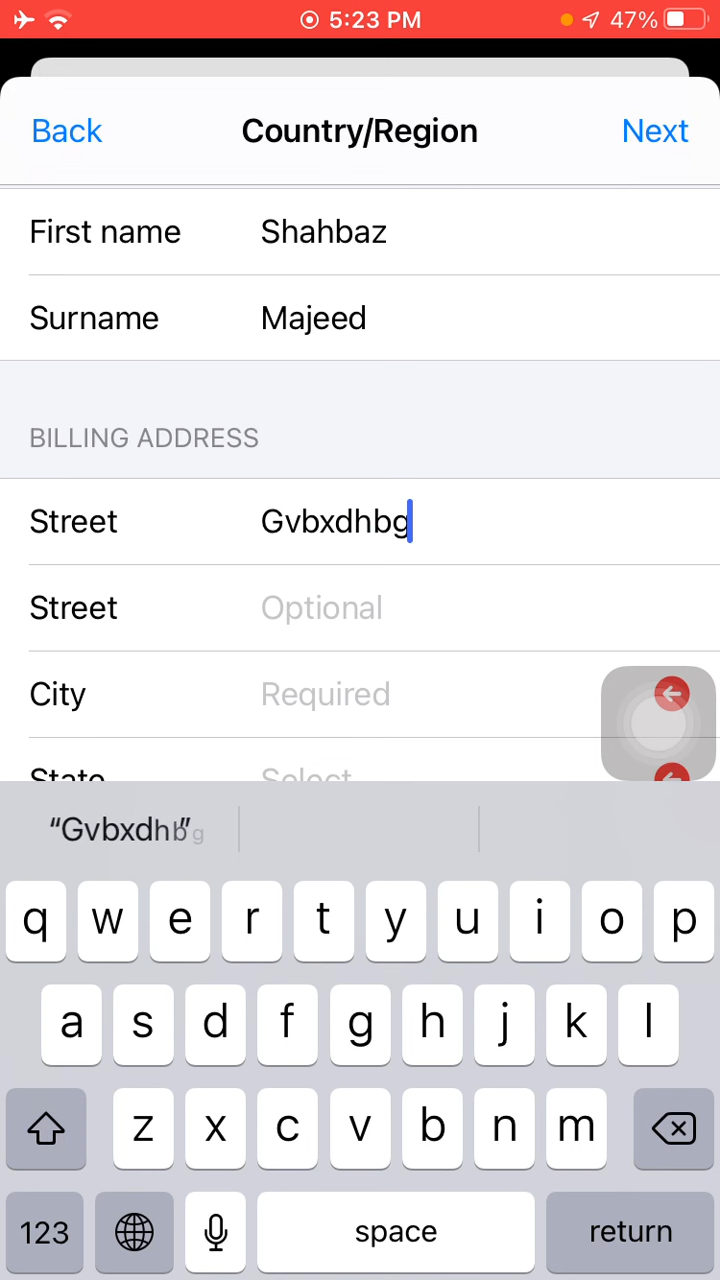 5:23 PM 47%
Back Country/Region Next
First name Shahbaz
Surname Majeed
BILLING ADDRESS
Street Gvbxdhbg
Street Optional
City Required
State Select
“Gvbxdhb” g
q w e r t y u i o p
a s d f g h j k l
z x c v b n m
123 space return